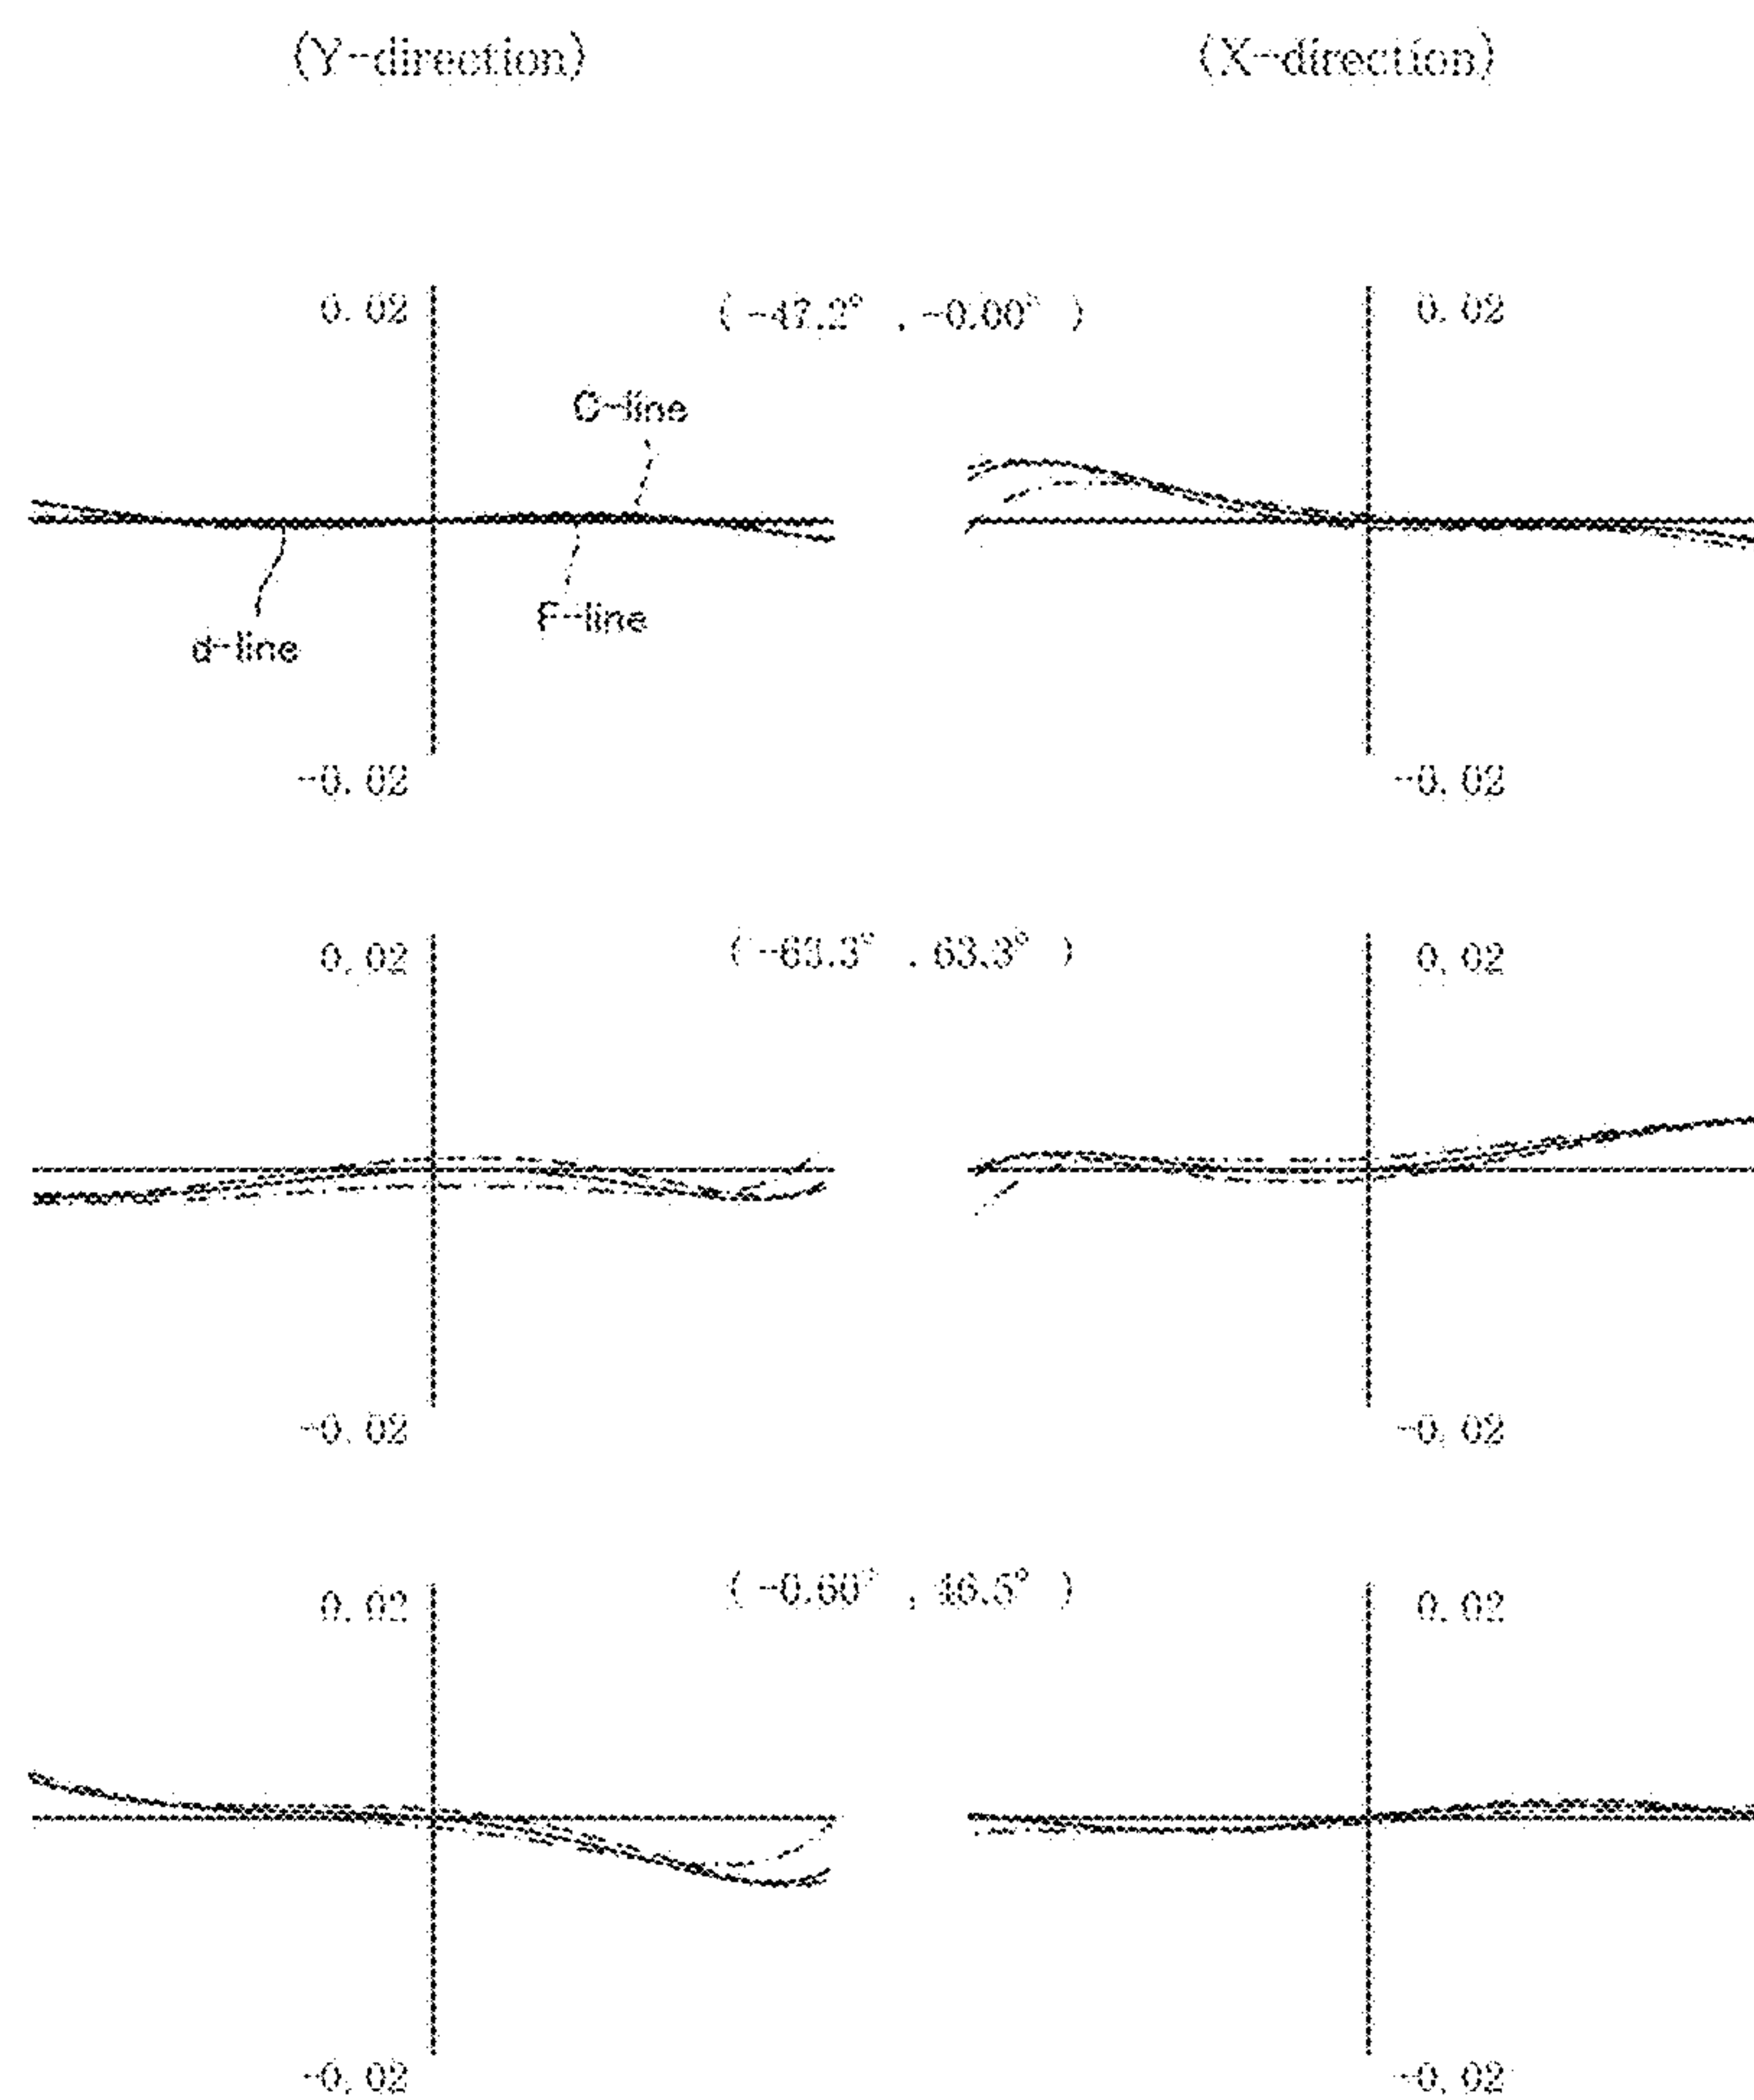 (Y-direction) (X-direction)
0.02 (-47.2° , -0.00° ) 0.02
C-line
F-line
d-line
-0.02 -0.02
0.02 (-63.3° , 63.3° ) 0.02
-0.02 -0.02
0.02 (-0.60° , 46.5° ) 0.02
-0.02 -0.02